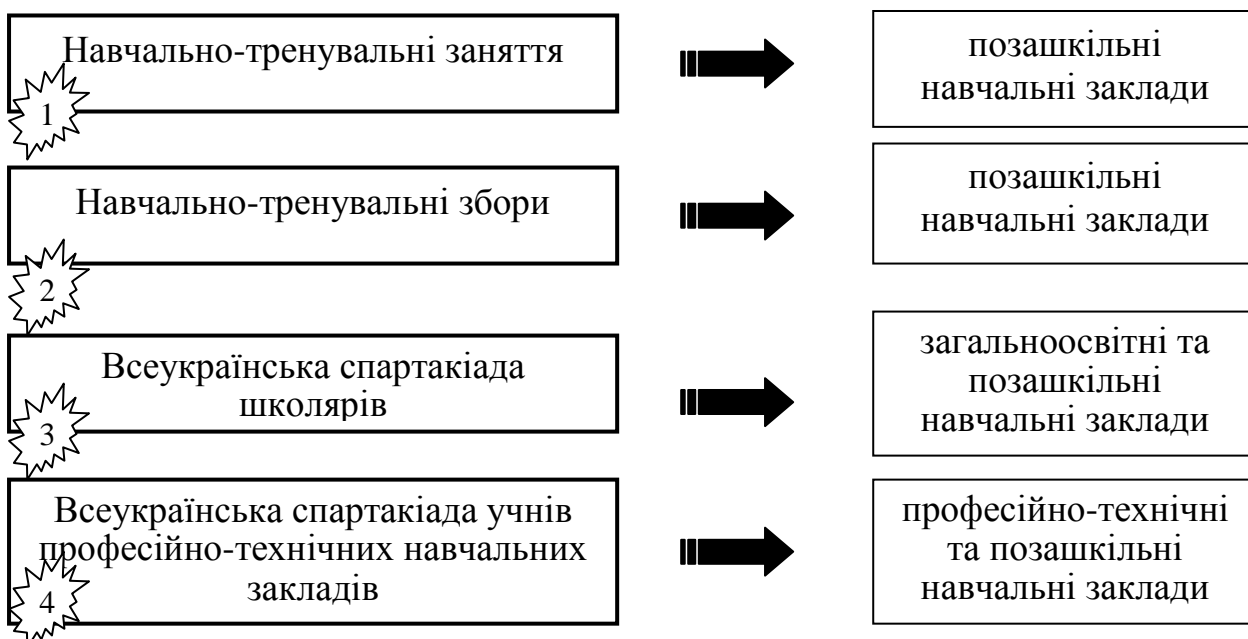 Навчально-тренувальні заняття
1
позашкільні
навчальні заклади
Навчально-тренувальні збори
2
позашкільні
навчальні заклади
Всеукраїнська спартакіада
школярів
3
загальноосвітні та
позашкільні
навчальні заклади
Всеукраїнська спартакіада учнів
професійно-технічних навчальних
закладів
4
професійно-технічні
та позашкільні
навчальні заклади